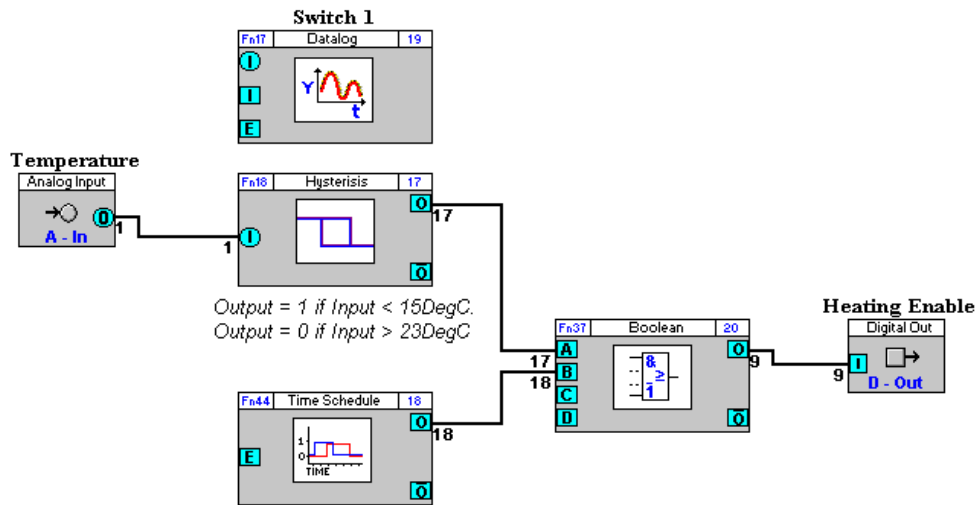 Switch 1
Fn17 Datalog 19
I
Y
I
t
E
Temperature
Analog Input
O
A - In
1
Fn18 Hysterisis 17
O
17
1
I
O
Output = 1 if Input < 15DegC.
Output = 0 if Input > 23DegC
Fn37 Boolean 20
A
O
17
B
&
≥
1
18
C
D
O
9
Heating Enable
Digital Out
I
9
D - Out
Fn44 Time Schedule 18
O
18
1
0
E
TIME
O